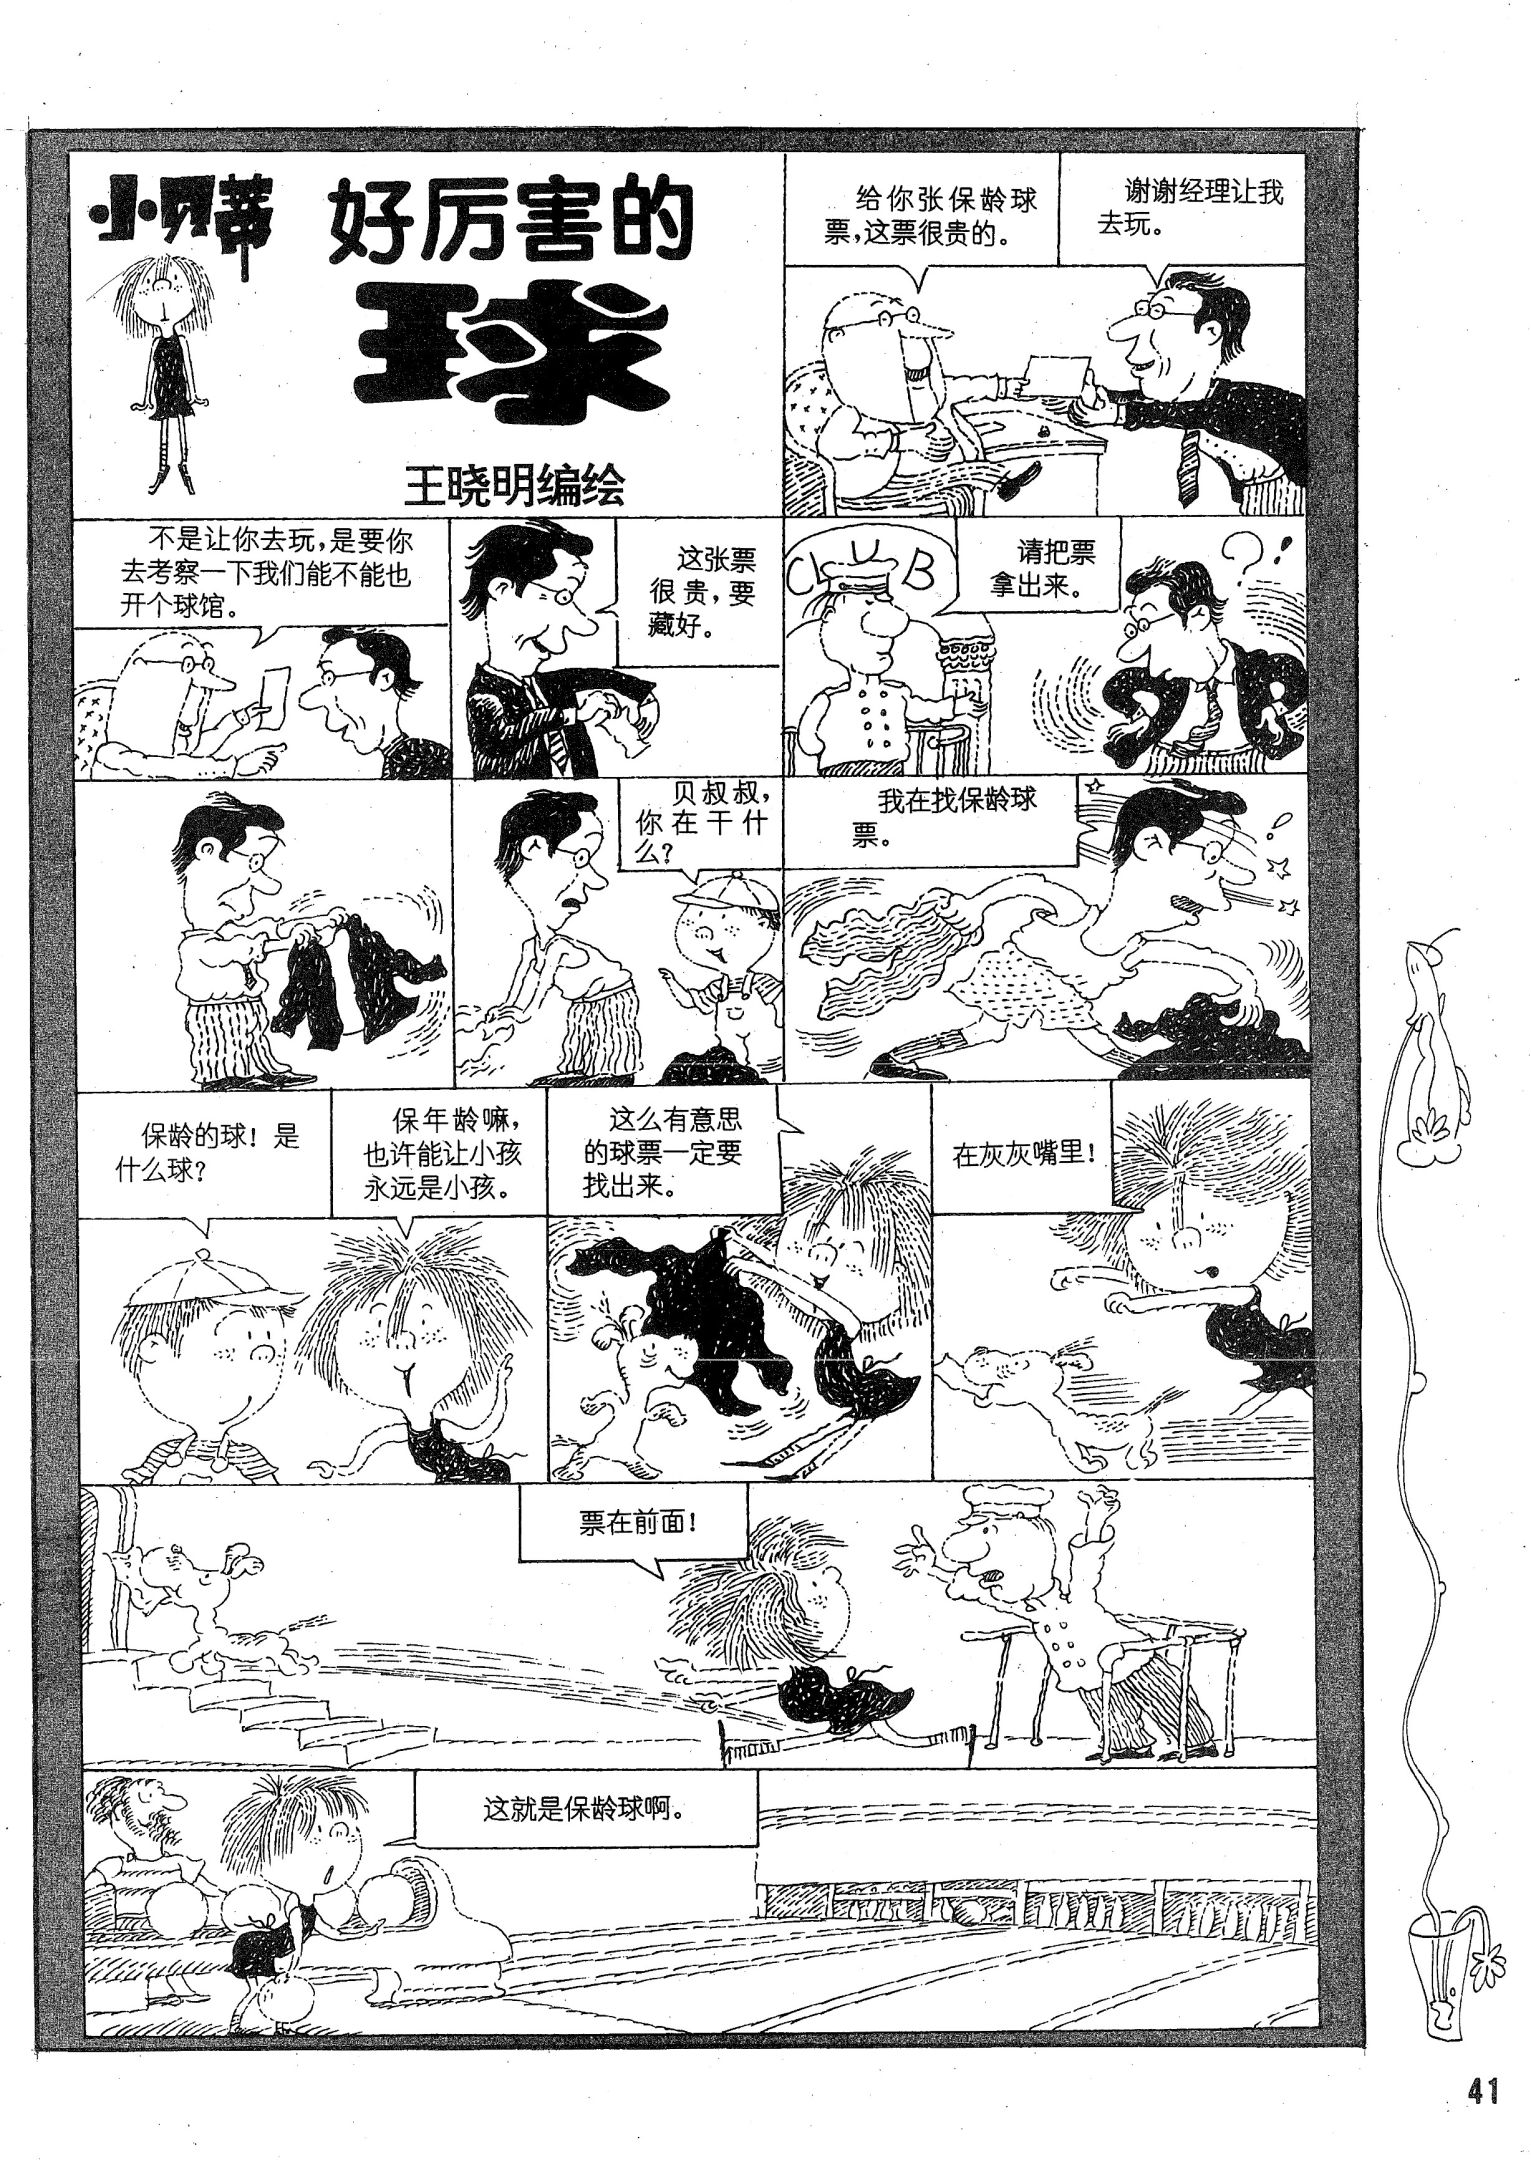 小贝蒂
好厉害的
球
王晓明编绘
给你张保龄球
票,这票很贵的。
谢谢经理让我
去玩。
不是让你去玩,是要你
去考察一下我们能不能也
开个球馆。
这张票
很贵,要
藏好。
CLUB
请把票
拿出来。
?!
贝叔叔,
你在干什
么?
我在找保龄球
票。
!
保龄的球!是
什么球?
保年龄嘛,
也许能让小孩
永远是小孩。
这么有意思
的球票一定要
找出来。
在灰灰嘴里!
票在前面!
这就是保龄球啊。
41